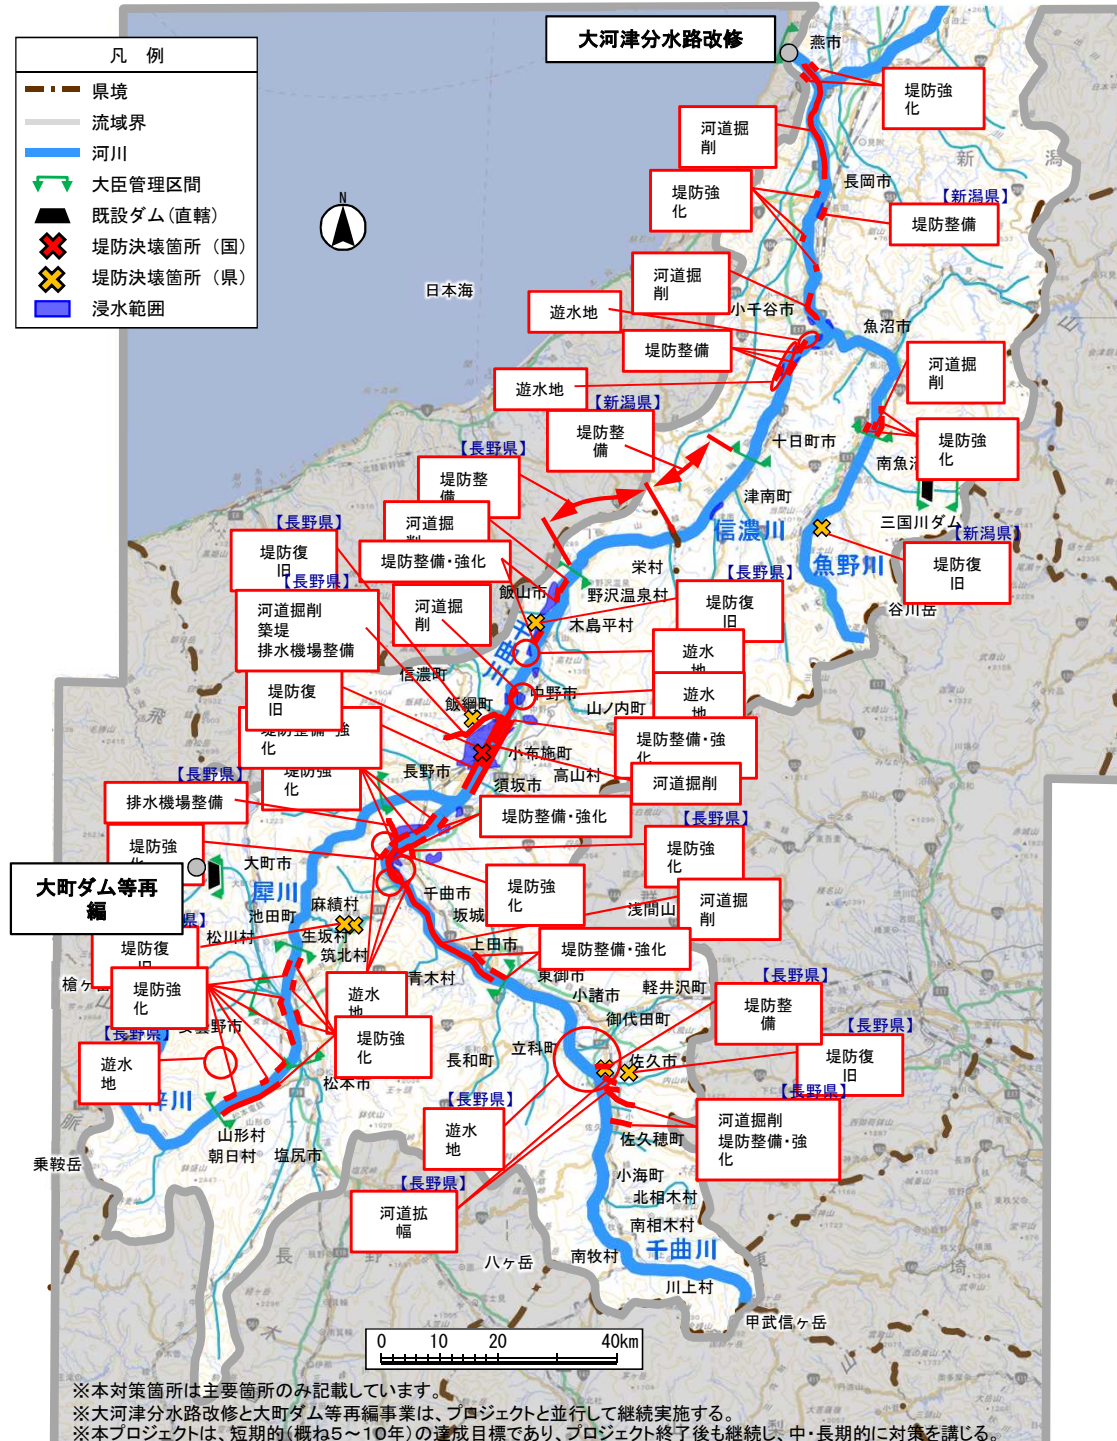 大河津分水路改修
燕市
凡 例
県境
流域界
河川
大臣管理区間
既設ダム(直轄)
堤防決壊箇所（国）
堤防決壊箇所（県）
浸水範囲
N
日本海
堤防強
化
河道掘
削
堤防強
化
長岡市
新
潟
【新潟県】
堤防整備
河道掘
削
小千谷市
遊水地
堤防整備
魚沼市
遊水地
河道掘
削
【新潟県】
堤防整
備
十日町市
堤防強
化
南魚沼
【長野県】
堤防整
備
津南町
三国川ダム
信濃川
【新潟県】
堤防復
旧
魚野川
谷川岳
河道掘
【長野県】
堤防復
旧
堤防整備・強化
栄村
野沢温泉村
飯山市
【長野県】
堤防復
旧
木島平村
【長野県】
河道掘削
築堤
排水機場整備
河道掘
削
遊水
地
信濃町
千曲川
中野市
遊水
地
飯綱町
山ノ内町
堤防復
旧
堤防整備・強
化
小布施町
堤防整備・強
化
長野市
高山村
河道掘削
須坂市
【長野県】
堤防強
化
排水機場整備
堤防整備・強化
堤防強
堤防強
化
大町市
大町ダム等再
編
犀川
千曲市
堤防強
化
【長野県】
河道掘
削
麻績村
坂城
浅間山
池田町
松川村
生坂村
筑北村
上田市
堤防整備・強化
堤防復
青木村
東御市
軽井沢町
【長野県】
堤防整
備
堤防強
化
遊水
地
小諸市
御代田町
槍ヶ
堤防強
化
立科町
【長野県】
堤防復
旧
【長野県】
遊水
地
長和町
佐久市
松本市
梓川
【長野県】
遊水
地
【長野県】
河道掘削
堤防整備・強
化
山形村
朝日村
塩尻市
佐久穂町
乗鞍岳
小海町
北相木村
【長野県】
河道拡
幅
南相木村
千曲川
南牧村
八ヶ岳
川上村
甲武信ヶ岳
長
野
0 10 20 40km
※本対策箇所は主要箇所のみ記載しています。
※大河津分水路改修と大町ダム等再編事業は、プロジェクトと並行して継続実施する。
※本プロジェクトは、短期的(概ね5～10年)の達成目標であり、プロジェクト終了後も継続し、中・長期的に対策を講じる。